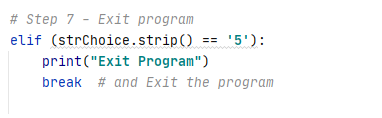 # Step 7 - Exit program
elif (strChoice.strip() == '5'):
    print("Exit Program")
    break  # and Exit the program